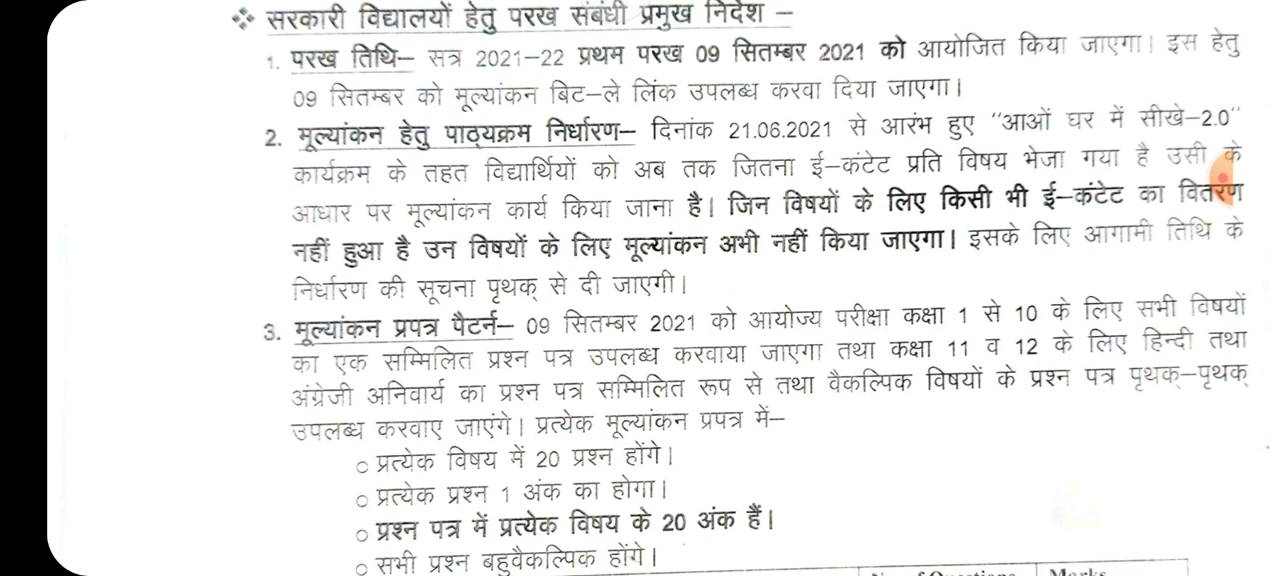 ❖ सरकारी विद्यालयों हेतु परख संबंधी प्रमुख निदेश –
1. परख तिथि– सत्र 2021–22 प्रथम परख 09 सितम्बर 2021 को आयोजित किया जाएगा। इस हेतु
09 सितम्बर को मूल्यांकन बिट–ले लिंक उपलब्ध करवा दिया जाएगा।
2. मूल्यांकन हेतु पाठ्यक्रम निर्धारण– दिनांक 21.06.2021 से आरंभ हुए "आओं घर में सीखे–2.0"
कार्यक्रम के तहत विद्यार्थियों को अब तक जितना ई–कंटेट प्रति विषय भेजा गया है उसी के
आधार पर मूल्यांकन कार्य किया जाना है। जिन विषयों के लिए किसी भी ई–कंटेट का वितरण
नहीं हुआ है उन विषयों के लिए मूल्यांकन अभी नहीं किया जाएगा। इसके लिए आगामी तिथि के
निर्धारण की सूचना पृथक् से दी जाएगी।
3. मूल्यांकन प्रपत्र पैटर्न– 09 सितम्बर 2021 को आयोज्य परीक्षा कक्षा 1 से 10 के लिए सभी विषयों
का एक सम्मिलित प्रश्न पत्र उपलब्ध करवाया जाएगा तथा कक्षा 11 व 12 के लिए हिन्दी तथा
अंग्रेजी अनिवार्य का प्रश्न पत्र सम्मिलित रूप से तथा वैकल्पिक विषयों के प्रश्न पत्र पृथक्–पृथक्
उपलब्ध करवाए जाएंगे। प्रत्येक मूल्यांकन प्रपत्र में–
○ प्रत्येक विषय में 20 प्रश्न होंगे।
○ प्रत्येक प्रश्न 1 अंक का होगा।
○ प्रश्न पत्र में प्रत्येक विषय के 20 अंक हैं।
○ सभी प्रश्न बहुवैकल्पिक होंगे।